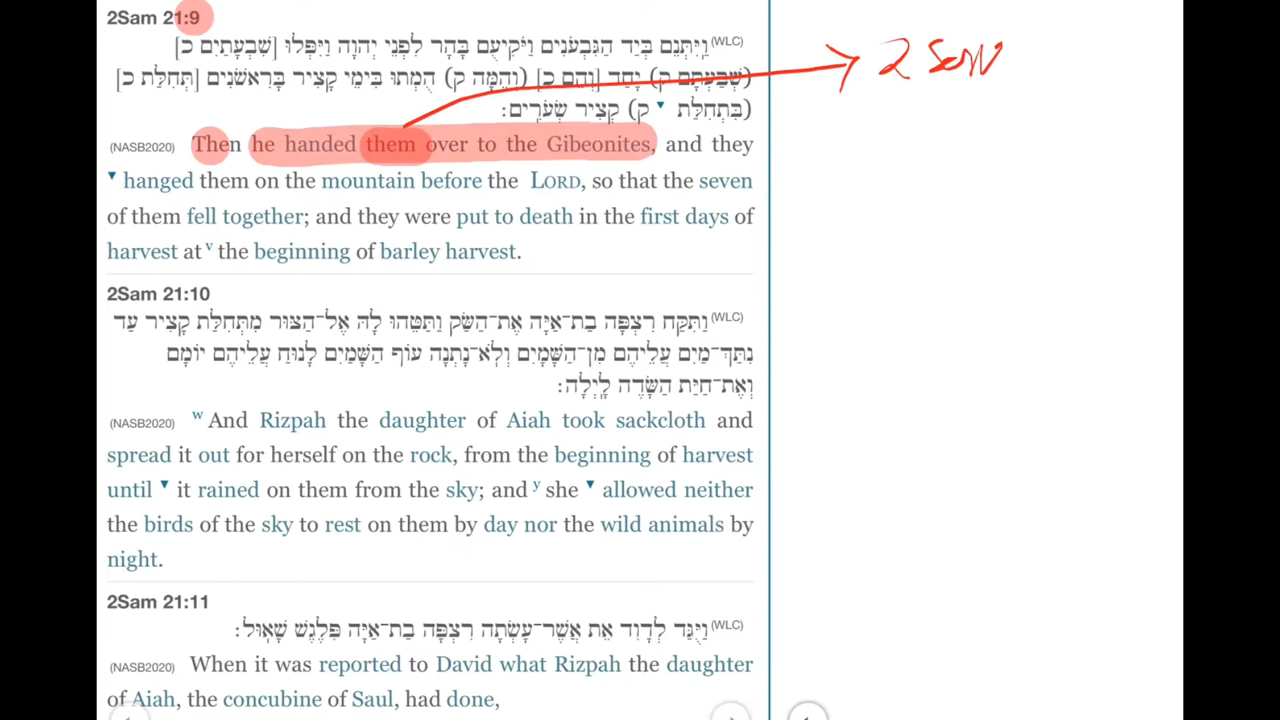 2Sam 21:9
(WLC) וַֽיִּתְּנֵ֞ם בְּיַ֣ד הַגִּבְעֹנִ֗ים וַיֹּקִיעֻ֤ם בָּהָר֙ לִפְנֵ֣י יְהוָ֔ה וַיִּפְּל֥וּ [שִׁבְעָתִים כ]
(שְׁבַעְתָּ֖ם ק) יָ֑חַד [וְהֵם כ] (וְהֵ֨מָּה ק) הֻמְת֜וּ בִּימֵ֤י קָצִיר֙ בָּרִ֣אשֹׁנִ֔ים [תְּחִלַּת כ]
(בִּתְחִלַּ֖ת ק) קְצִ֥יר שְׂעֹרִֽים׃
(NASB2020) Then he handed them over to the Gibeonites, and they
hanged them on the mountain before the LORD, so that the seven
of them fell together; and they were put to death in the first days of
harvest at v the beginning of barley harvest.
2 Sam
2Sam 21:10
(WLC) וַתִּקַּ֣ח רִצְפָּה֩ בַת־אַיָּ֨ה אֶת־הַשַּׂ֜ק וַתַּטֵּ֨הוּ לָ֤הּ אֶל־הַצּוּר֙ מִתְּחִלַּ֣ת קָצִ֔יר עַ֛ד
נִתַּךְ־מַ֥יִם עֲלֵיהֶ֖ם מִן־הַשָּׁמָ֑יִם וְלֹֽא־נָתְנָה֩ ע֨וֹף הַשָּׁמַ֜יִם לָנ֤וּחַ עֲלֵיהֶם֙ יוֹמָ֔ם
וְאֶת־חַיַּ֥ת הַשָּׂדֶ֖ה לָֽיְלָה׃
(NASB2020) w And Rizpah the daughter of Aiah took sackcloth and
spread it out for herself on the rock, from the beginning of harvest
until it rained on them from the sky; and y she allowed neither
the birds of the sky to rest on them by day nor the wild animals by
night.
2Sam 21:11
(WLC) וַיֻּגַּ֖ד לְדָוִ֑ד אֵ֧ת אֲשֶׁר־עָשְׂתָ֛ה רִצְפָּ֥ה בַת־אַיָּ֖ה פִּלֶ֥גֶשׁ שָׁאֽוּל׃
(NASB2020) When it was reported to David what Rizpah the daughter
of Aiah, the concubine of Saul, had done,